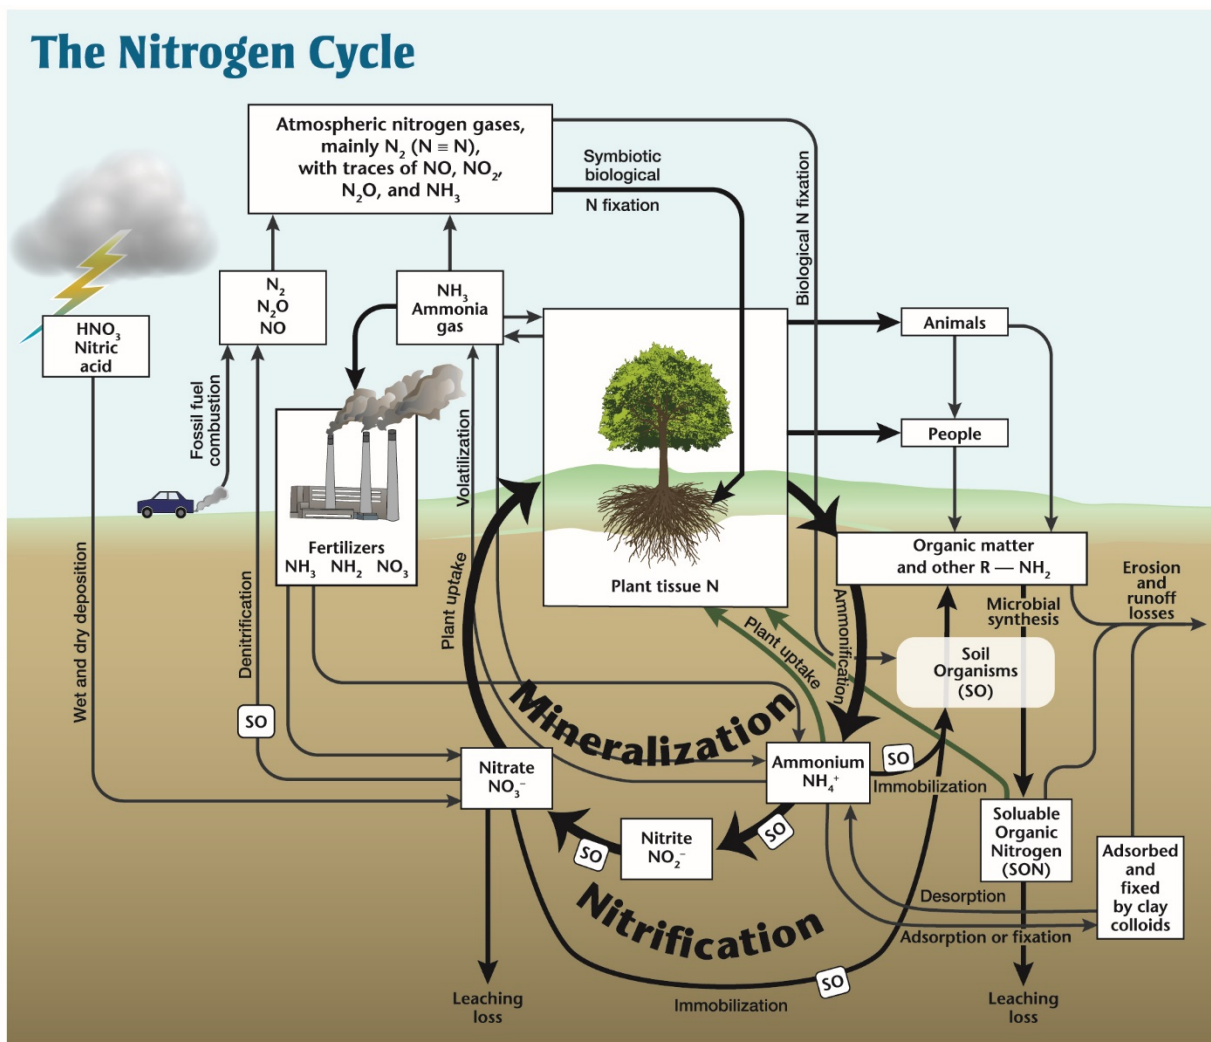 The Nitrogen Cycle
Atmospheric nitrogen gases,
mainly N₂ (N ≡ N),
with traces of NO, NO₂,
N₂O, and NH₃
Symbiotic
biological
N fixation
Biological N fixation
N₂
N₂O
NO
NH₃
Ammonia
gas
HNO₃
Nitric
acid
Animals
People
Fossil fuel
combustion
Volatilization
Fertilizers
NH₃ NH₂ NO₃
Plant tissue N
Organic matter
and other R — NH₂
Erosion and
runoff
losses
Microbial
synthesis
Wet and dry deposition
Denitrification
Plant uptake
Plant uptake
Ammonification
Soil
Organisms
(SO)
SO
Mineralization
Nitrate
NO₃⁻
Ammonium
NH₄⁺
SO
Immobilization
Nitrite
NO₂⁻
SO
SO
Soluable
Organic
Nitrogen
(SON)
Adsorbed
and
fixed
by clay
colloids
Desorption
Adsorption or fixation
Nitrification
SO
Immobilization
Leaching
loss
Leaching
loss